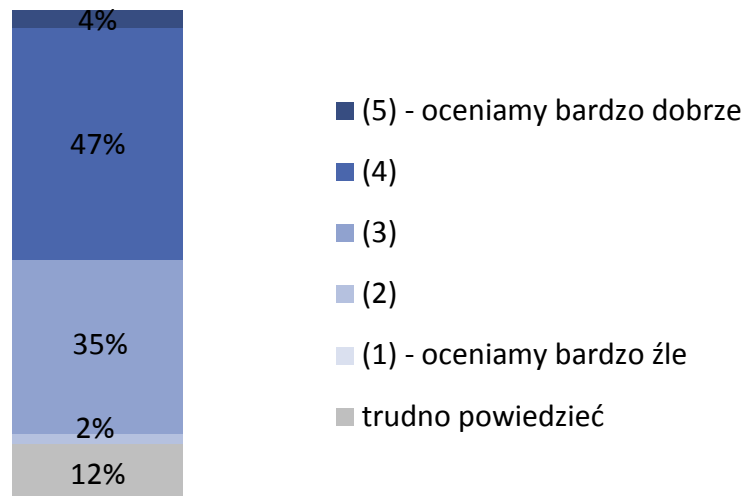 4%
47%
35%
2%
12%
(5) - oceniamy bardzo dobrze
(4)
(3)
(2)
(1) - oceniamy bardzo źle
trudno powiedzieć